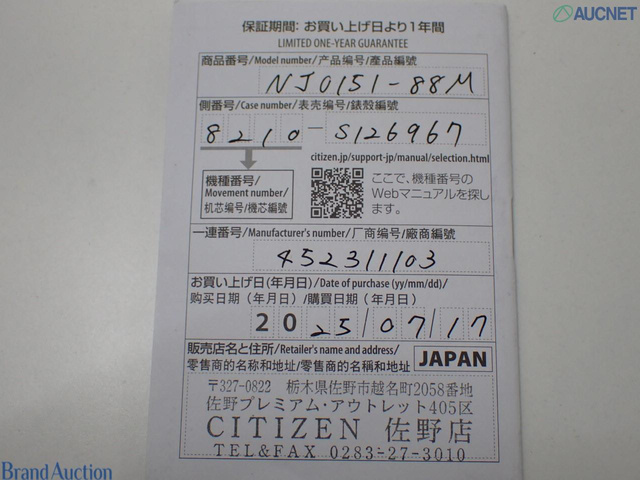 AUCNET
保証期間: お買い上げ日より1年間
LIMITED ONE-YEAR GUARANTEE
商品番号/Model number/产品编号/產品編號
NJ0151-88M
側番号/Case number/表壳编号/錶殼編號
8210-S126967
citizen.jp/support-jp/manual/selection.html
機種番号/
Movement number/
机芯编号/機芯編號
ここで、機種番号の
Webマニュアルを探し
ます。
一連番号/Manufacturer's number/厂商编号/廠商編號
452311103
お買い上げ日(年月日)/Date of purchase (yy/mm/dd)/
购买日期（年月日）/購買日期（年月日）
2025/07/17
販売店名と住所/Retailer's name and address/
零售商的名称和地址/零售商的名稱和地址
JAPAN
〒327-0822 栃木県佐野市越名町2058番地
佐野プレミアム・アウトレット405区
CITIZEN 佐野店
TEL&FAX 0283-27-3010
Brand Auction